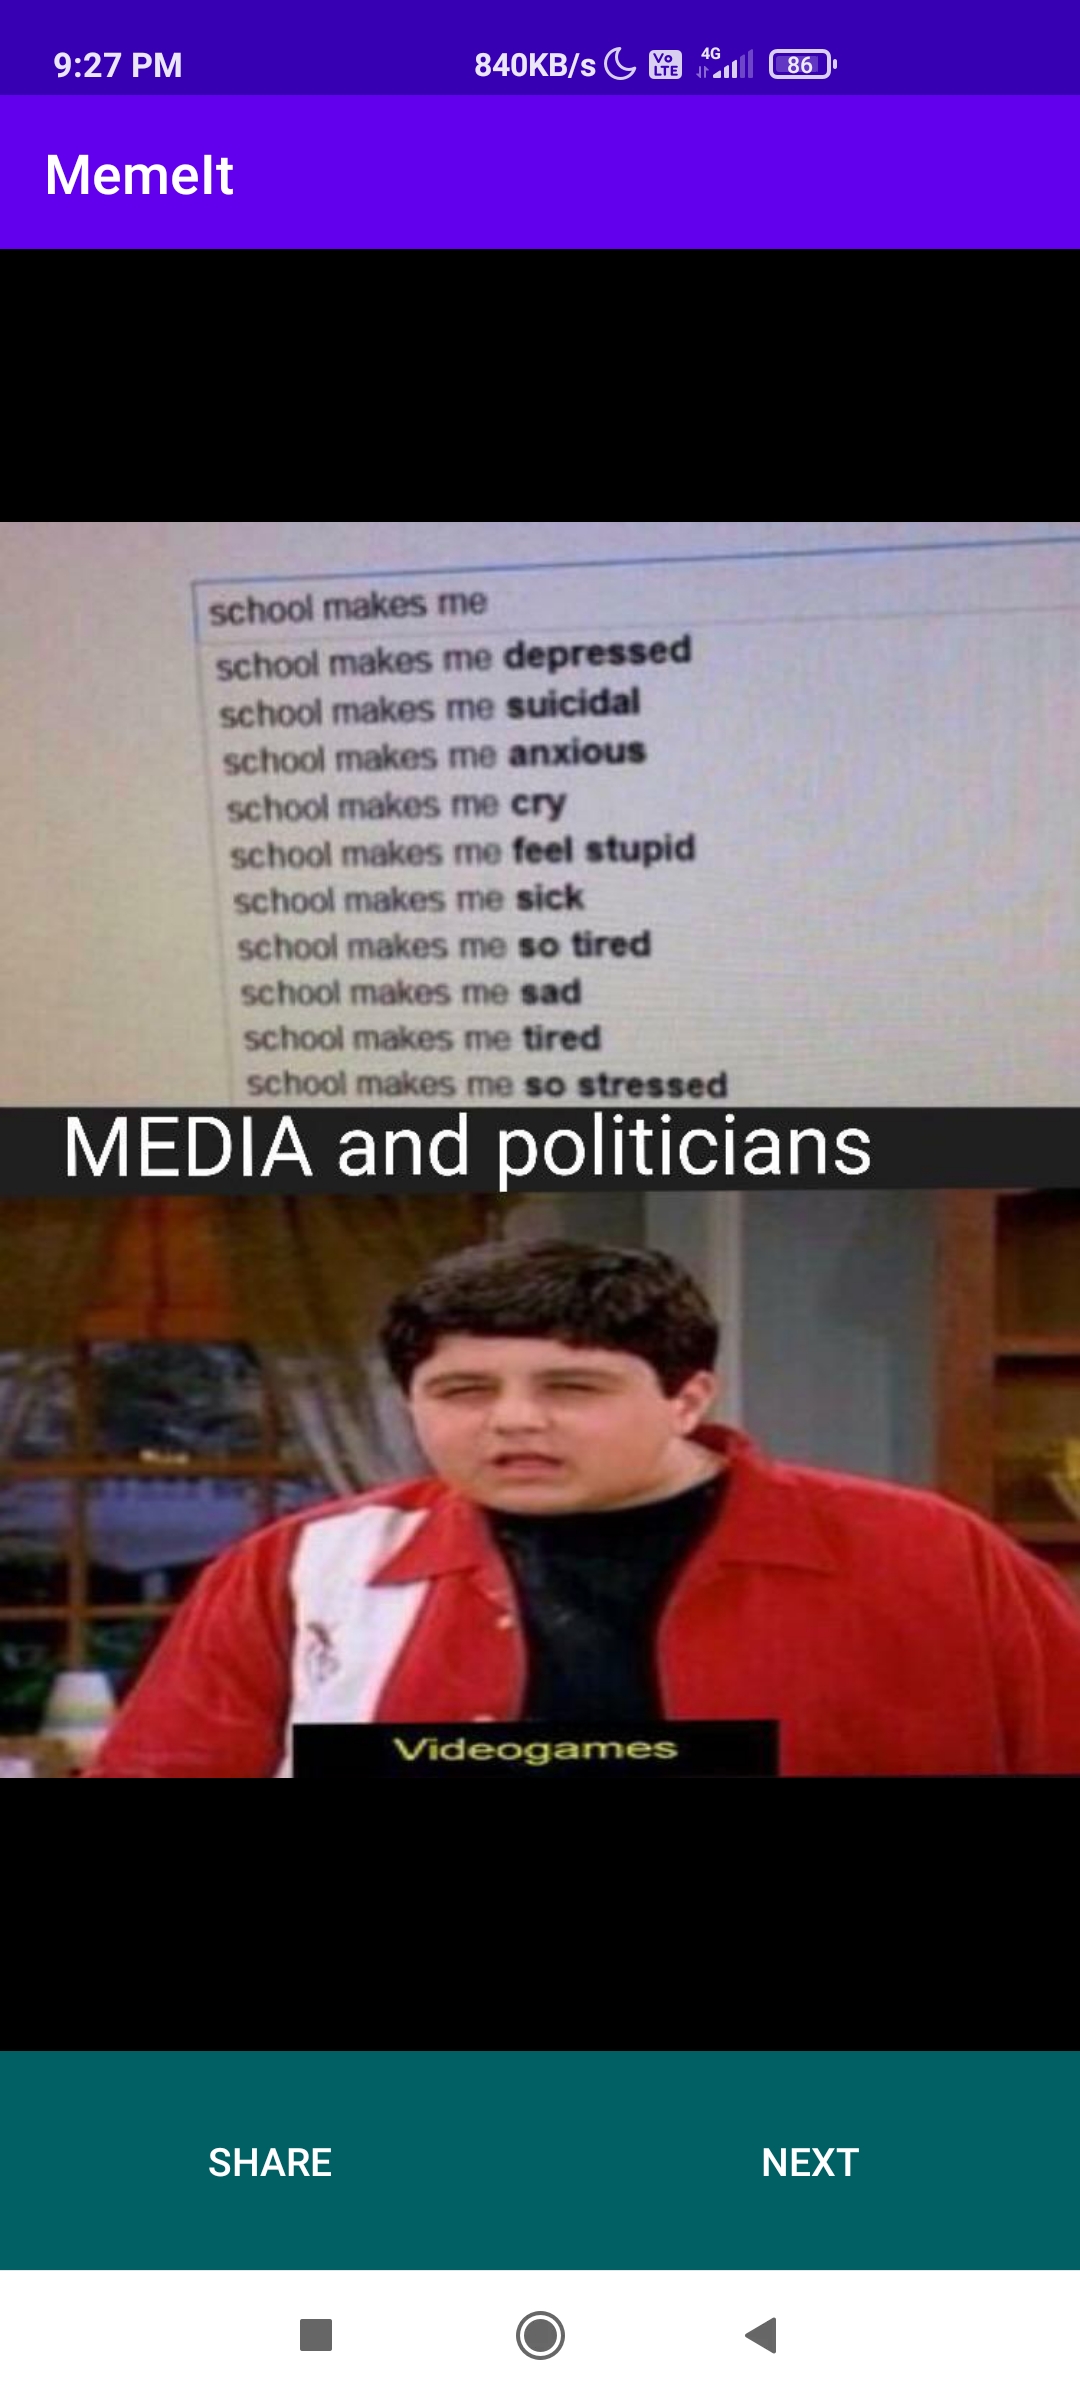 9:27 PM 840KB/s Vo LTE 4G 86
MemeIt
school makes me
school makes me depressed
school makes me suicidal
school makes me anxious
school makes me cry
school makes me feel stupid
school makes me sick
school makes me so tired
school makes me sad
school makes me tired
school makes me so stressed
MEDIA and politicians
Videogames
SHARE NEXT